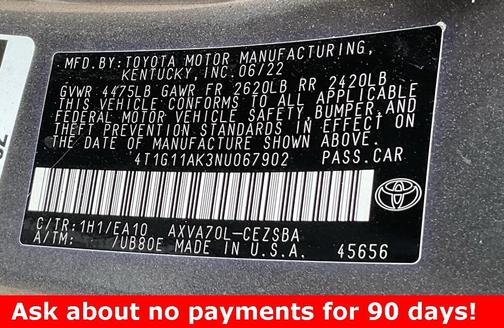 MFD. BY: TOYOTA MOTOR MANUFACTURING,
KENTUCKY, INC. 06/22
GVWR 4475LB GAWR FR 2620LB RR 2420LB
THIS VEHICLE CONFORMS TO ALL APPLICABLE
FEDERAL MOTOR VEHICLE SAFETY, BUMPER, AND
THEFT PREVENTION STANDARDS IN EFFECT ON
THE DATE OF MANUFACTURE SHOWN ABOVE.
4T1G11AK3NU067902 PASS.CAR
C/TR: 1H1/EA10 AXVA70L-CEZSBA
A/TM: /UB80E MADE IN U.S.A. 45656
TOYOTA
Ask about no payments for 90 days!